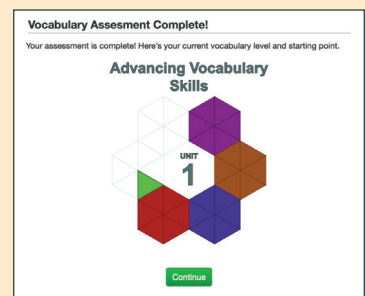 Vocabulary Assesment Complete!
Your assessment is complete! Here's your current vocabulary level and starting point.
Advancing Vocabulary
Skills
UNIT
1
Continue